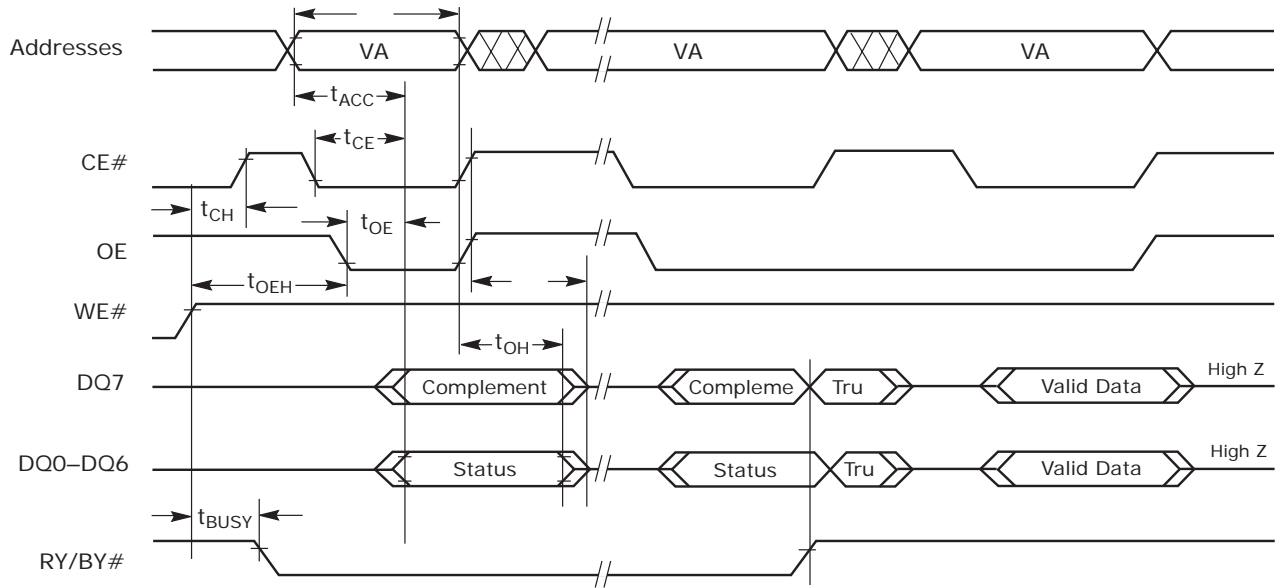 Addresses
VA
VA
VA
tACC
tCE
CE#
tCH
tOE
OE
tOEH
WE#
tOH
DQ7
Complement
Compleme
Tru
Valid Data
High Z
DQ0–DQ6
Status
Status
Tru
Valid Data
High Z
tBUSY
RY/BY#